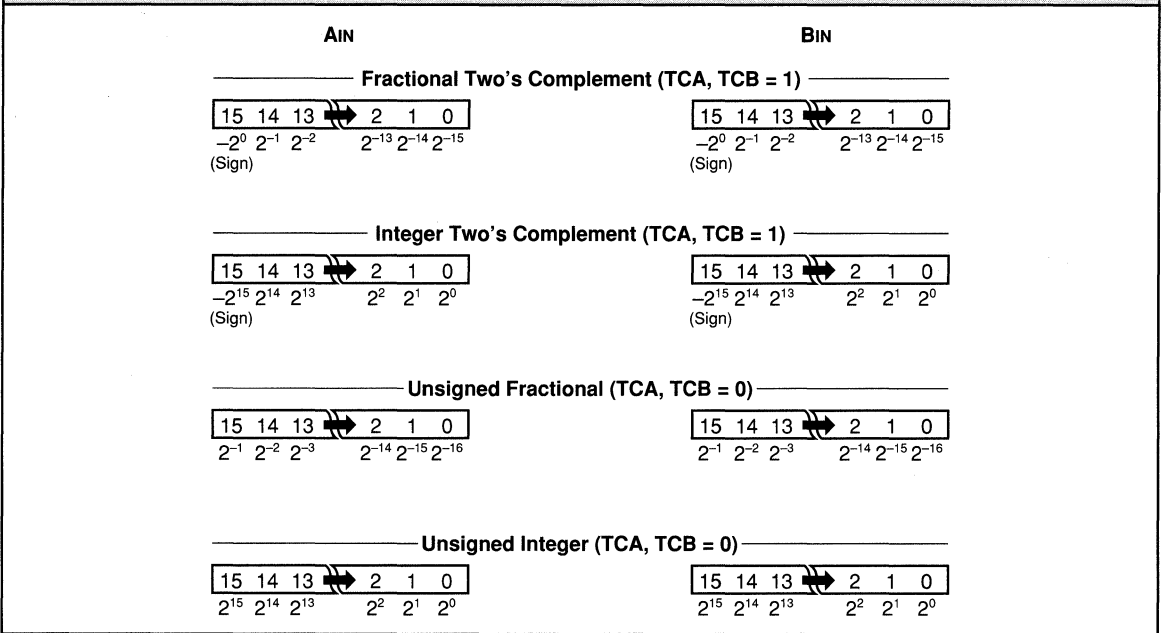 AIN BIN
Fractional Two's Complement (TCA, TCB = 1)
15 14 13 2 1 0 15 14 13 2 1 0
–2⁰ 2⁻¹ 2⁻² 2⁻¹³ 2⁻¹⁴ 2⁻¹⁵ –2⁰ 2⁻¹ 2⁻² 2⁻¹³ 2⁻¹⁴ 2⁻¹⁵
(Sign) (Sign)
Integer Two's Complement (TCA, TCB = 1)
15 14 13 2 1 0 15 14 13 2 1 0
–2¹⁵ 2¹⁴ 2¹³ 2² 2¹ 2⁰ –2¹⁵ 2¹⁴ 2¹³ 2² 2¹ 2⁰
(Sign) (Sign)
Unsigned Fractional (TCA, TCB = 0)
15 14 13 2 1 0 15 14 13 2 1 0
2⁻¹ 2⁻² 2⁻³ 2⁻¹⁴ 2⁻¹⁵ 2⁻¹⁶ 2⁻¹ 2⁻² 2⁻³ 2⁻¹⁴ 2⁻¹⁵ 2⁻¹⁶
Unsigned Integer (TCA, TCB = 0)
15 14 13 2 1 0 15 14 13 2 1 0
2¹⁵ 2¹⁴ 2¹³ 2² 2¹ 2⁰ 2¹⁵ 2¹⁴ 2¹³ 2² 2¹ 2⁰